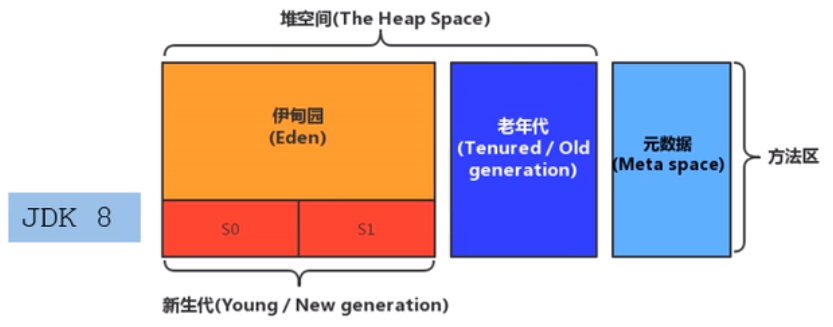 堆空间(The Heap Space)
伊甸园
(Eden)
老年代
(Tenured / Old
generation)
元数据
(Meta space)
方法区
JDK 8
S0
S1
新生代(Young / New generation)